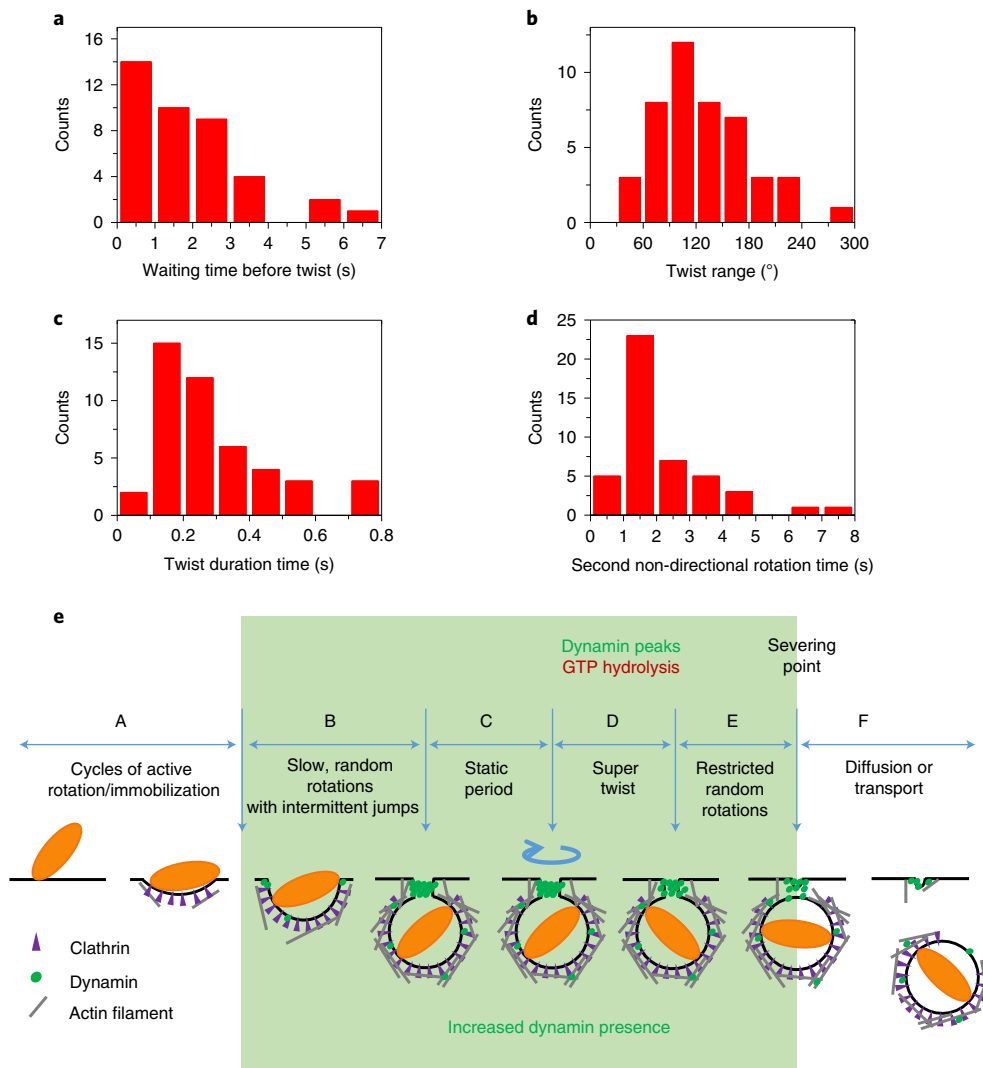 a
16
12
8
4
0
Counts
0 1 2 3 4 5 6 7
Waiting time before twist (s)
b
10
5
0
Counts
0 60 120 180 240 300
Twist range (°)
c
15
10
5
0
Counts
0 0.2 0.4 0.6 0.8
Twist duration time (s)
d
25
20
15
10
5
0
Counts
0 1 2 3 4 5 6 7 8
Second non-directional rotation time (s)
e
Dynamin peaks
GTP hydrolysis
Severing
point
A
B
C
D
E
F
Cycles of active
rotation/immobilization
Slow, random
rotations
with intermittent jumps
Static
period
Super
twist
Restricted
random
rotations
Diffusion or
transport
Clathrin
Dynamin
Actin filament
Increased dynamin presence